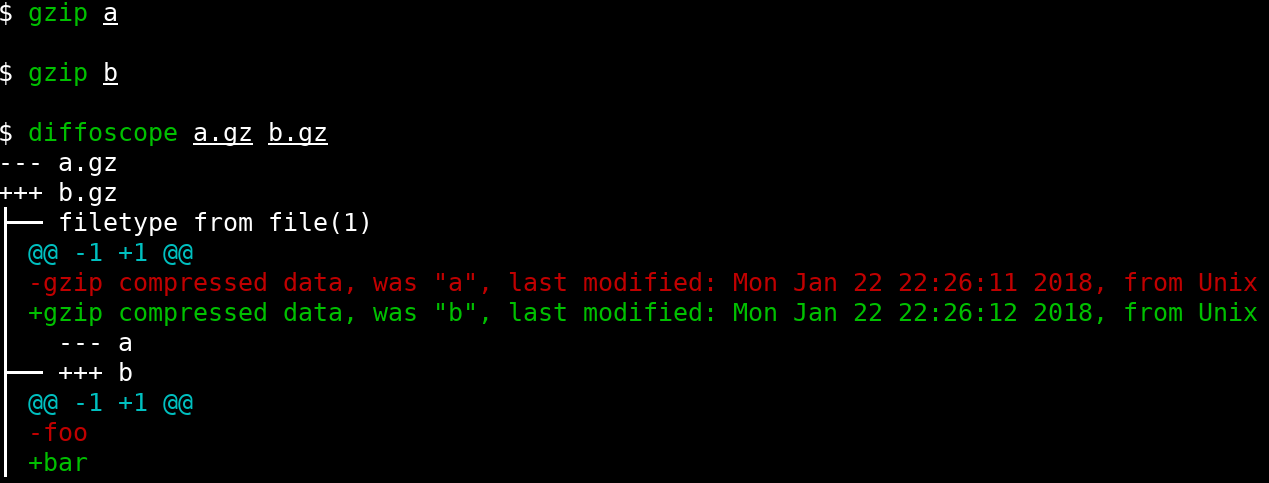 $ gzip a
$ gzip b
$ diffoscope a.gz b.gz
--- a.gz
+++ b.gz
├── filetype from file(1)
│ @@ -1 +1 @@
│ -gzip compressed data, was "a", last modified: Mon Jan 22 22:26:11 2018, from Unix
│ +gzip compressed data, was "b", last modified: Mon Jan 22 22:26:12 2018, from Unix
│   --- a
├── +++ b
│ @@ -1 +1 @@
│ -foo
│ +bar